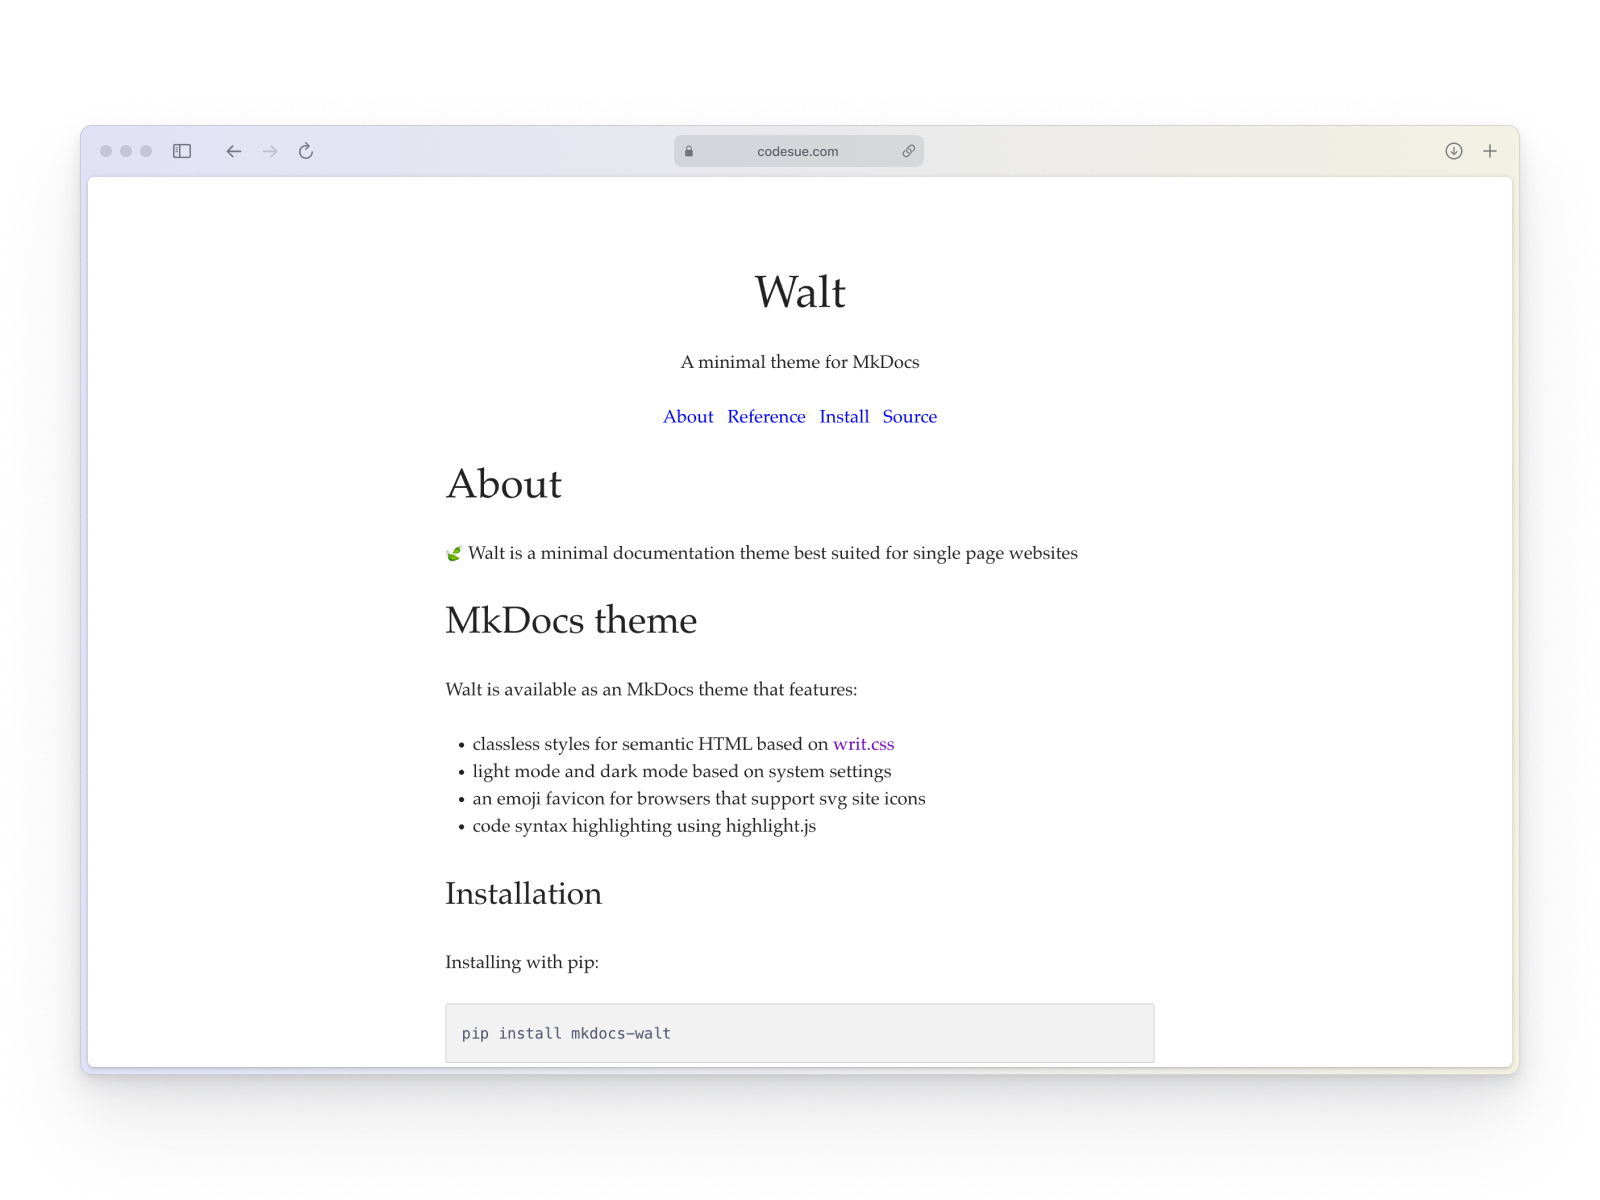 codesue.com
Walt
A minimal theme for MkDocs
About Reference Install Source
About
🌿 Walt is a minimal documentation theme best suited for single page websites
MkDocs theme
Walt is available as an MkDocs theme that features:
• classless styles for semantic HTML based on writ.css
• light mode and dark mode based on system settings
• an emoji favicon for browsers that support svg site icons
• code syntax highlighting using highlight.js
Installation
Installing with pip:
pip install mkdocs-walt